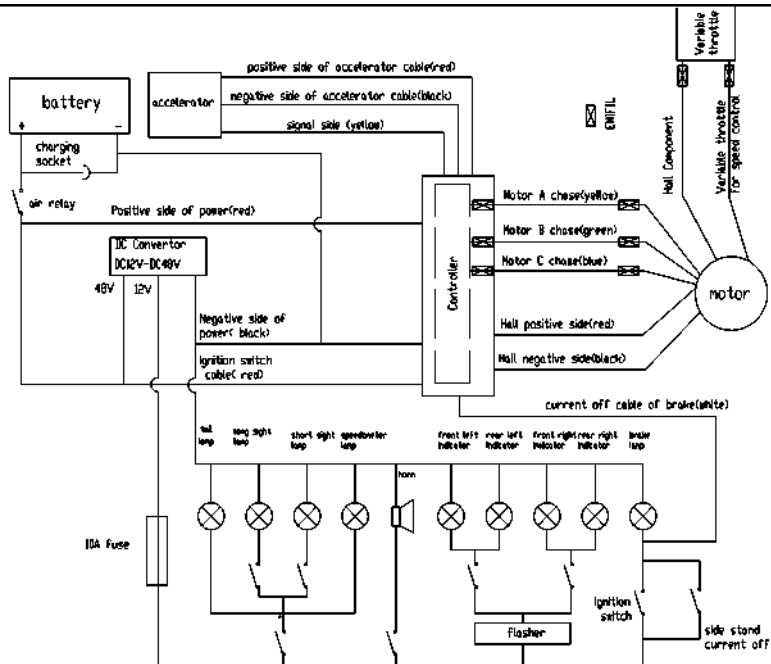 Variable
throttle
positive side of accelerator cable(red)
battery
accelerator
negative side of accelerator cable(black)
+
-
signal side (yellow)
EMIFIL
charging
socket
Hall Component
Variable throttle
for speed control
air relay
Positive side of power(red)
Motor A chase(yellow)
DC Convertor
DC12V-DC48V
Motor B chase(green)
Motor C chase(blue)
Controller
motor
48V
12V
Negative side of
power( black)
Hall positive side(red)
Ignition switch
cable( red)
Hall negative side(black)
current off cable of brake(white)
tail
lamp
long sight
lamp
short sight
lamp
speedometer
lamp
horn
front left
indicator
rear left
indicator
front right
indicator
rear right
indicator
brake
lamp
10A fuse
flasher
Ignition
switch
side stand
current off